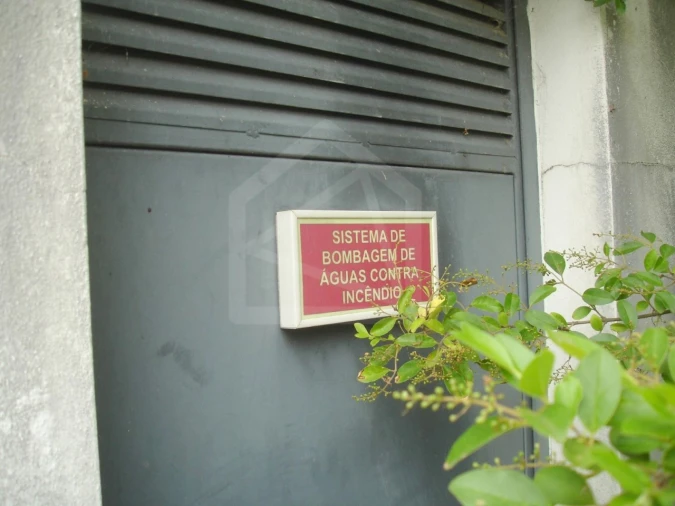 SISTEMA DE
BOMBAGEM DE
ÁGUAS CONTRA
INCÊNDIO